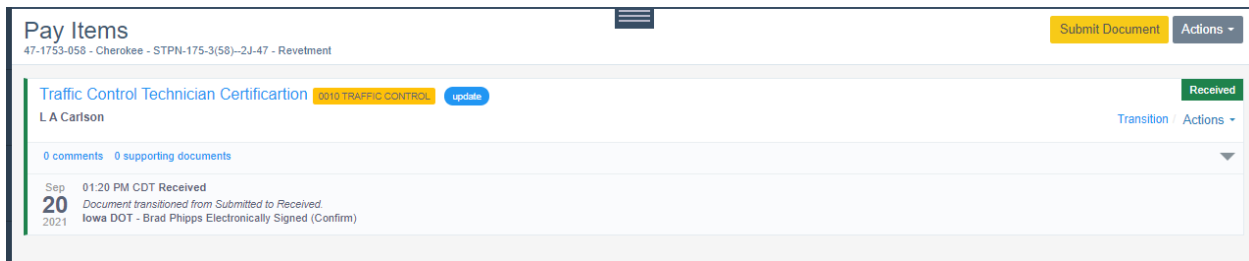 Pay Items
47-1753-058 - Cherokee - STPN-175-3(58)--2J-47 - Revetment
Submit Document
Actions
Traffic Control Technician Certificartion 0010 TRAFFIC CONTROL update
Received
L A Carlson
Transition / Actions
0 comments 0 supporting documents
Sep 20 2021
01:20 PM CDT Received
Document transitioned from Submitted to Received.
Iowa DOT - Brad Phipps Electronically Signed (Confirm)